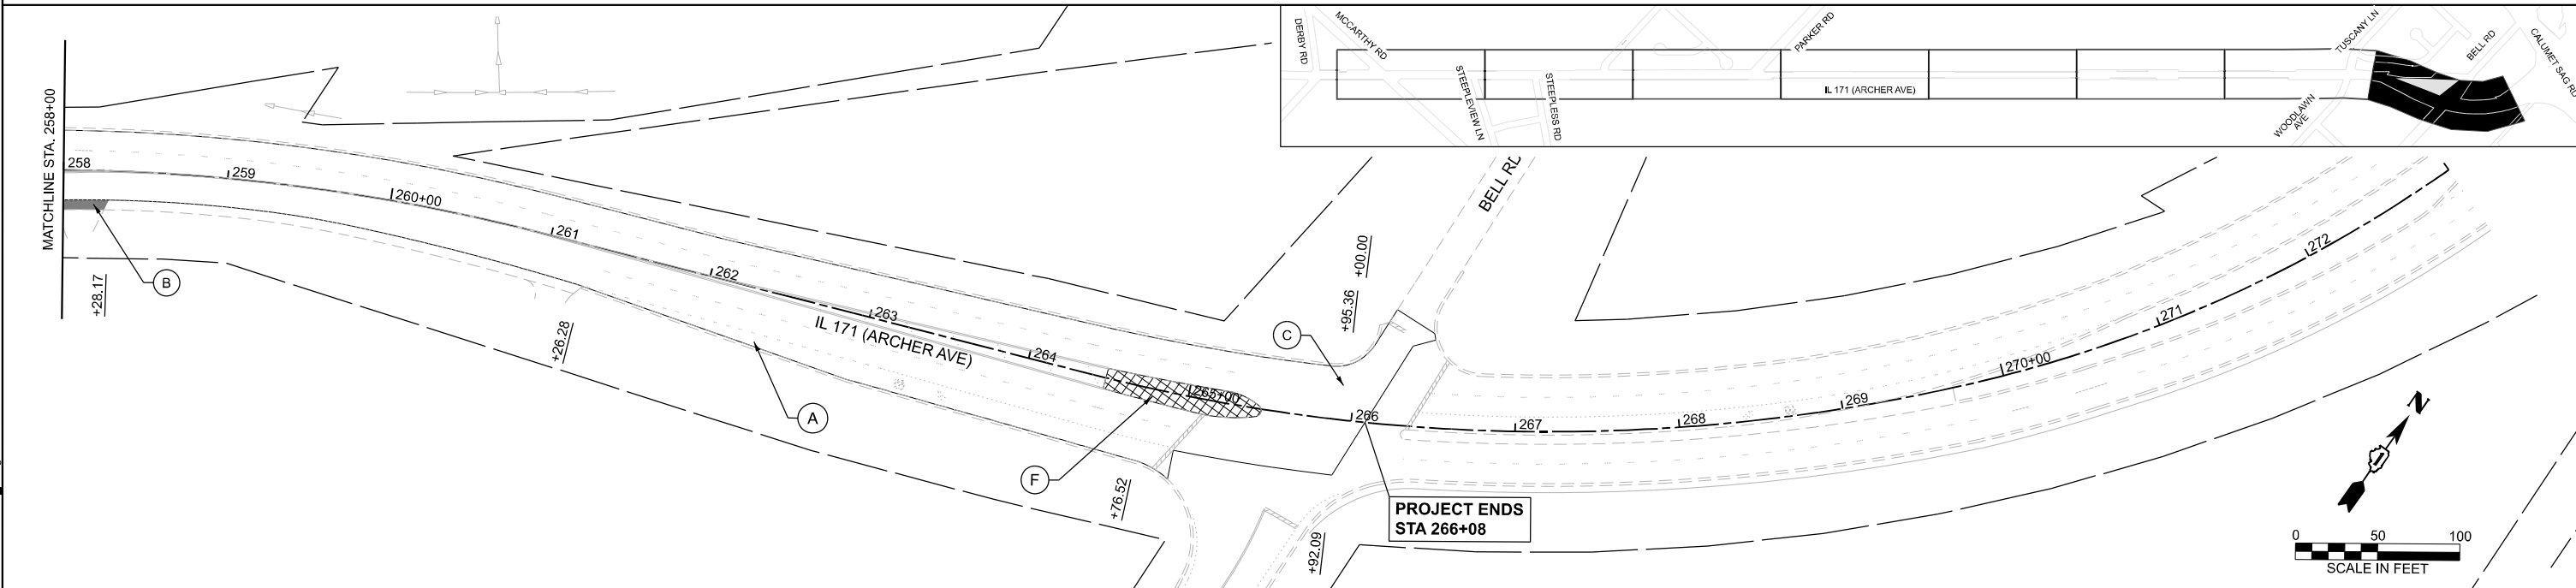 DERBY RD
MCCARTHY RD
STEEPLEVIEW LN
STEEPLESS RD
PARKER RD
IL 171 (ARCHER AVE)
TUSCANY LN
WOODLAWN
AVE
BELL RD
CALUMET SAG RD
MATCHLINE STA. 258+00
258
259
260+00
261
262
263
264
265+00
266
267
268
269
270+00
271
272
IL 171 (ARCHER AVE)
BELL RD
B
+28.17
+26.28
A
C
+95.36
+00.00
F
+76.52
+92.09
PROJECT ENDS
STA 266+08
N
0 50 100
SCALE IN FEET